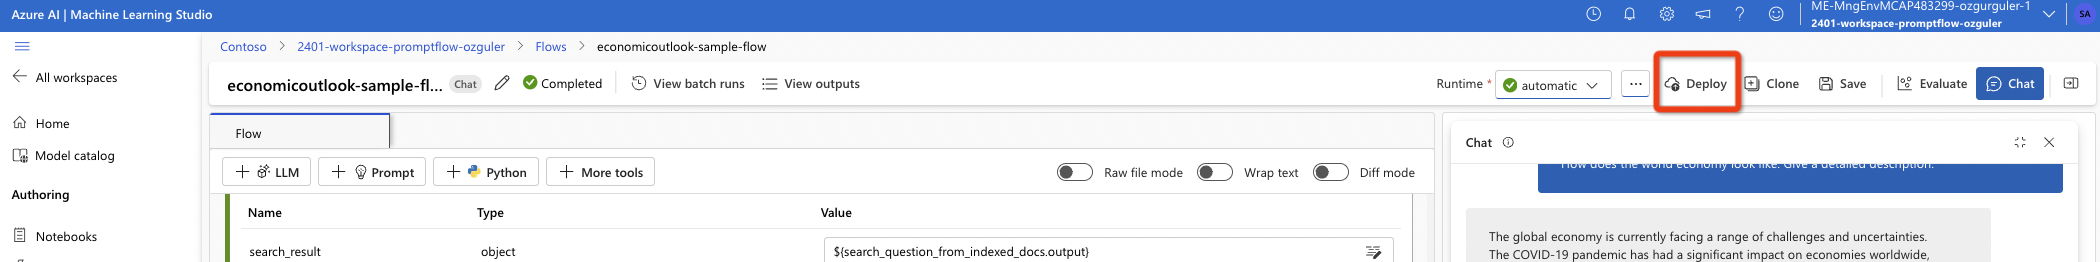 Azure AI | Machine Learning Studio
ME-MngEnvMCAP483299-ozgurguler-1
2401-workspace-promptflow-ozguler
SA
Contoso > 2401-workspace-promptflow-ozguler > Flows > economicoutlook-sample-flow
All workspaces
Home
Model catalog
Authoring
Notebooks
economicoutlook-sample-fl... Chat Completed View batch runs View outputs
Runtime * automatic ... Deploy Clone Save Evaluate Chat
Flow
+ LLM + Prompt + Python + More tools
Raw file mode Wrap text Diff mode
Name Type Value
search_result object ${search_question_from_indexed_docs.output}
Chat
How does the world economy look like. Give a detailed description.
The global economy is currently facing a range of challenges and uncertainties.
The COVID-19 pandemic has had a significant impact on economies worldwide,